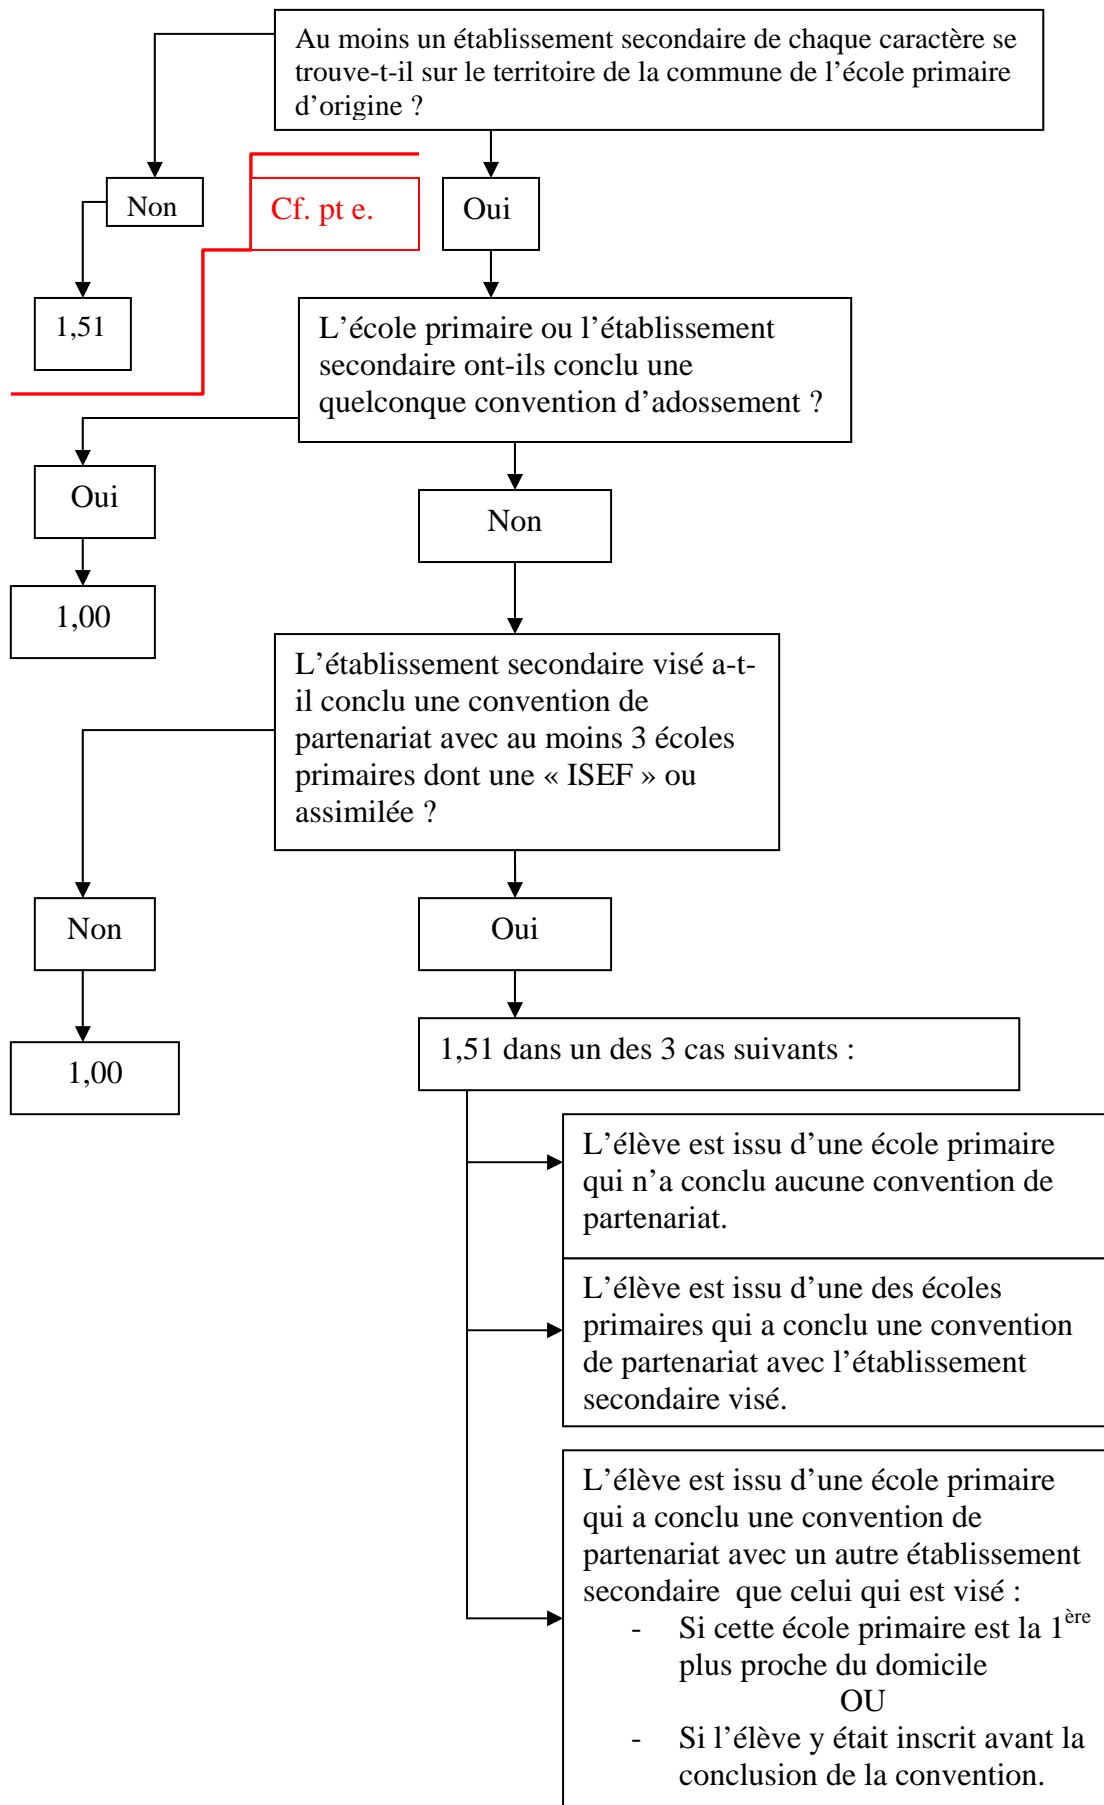 Au moins un établissement secondaire de chaque caractère se
trouve-t-il sur le territoire de la commune de l’école primaire
d’origine ?
Non
Cf. pt e.
Oui
1,51
L’école primaire ou l’établissement
secondaire ont-ils conclu une
quelconque convention d’adossement ?
Oui
Non
1,00
L’établissement secondaire visé a-t-
il conclu une convention de
partenariat avec au moins 3 écoles
primaires dont une « ISEF » ou
assimilée ?
Non
Oui
1,00
1,51 dans un des 3 cas suivants :
L’élève est issu d’une école primaire
qui n’a conclu aucune convention de
partenariat.
L’élève est issu d’une des écoles
primaires qui a conclu une convention
de partenariat avec l’établissement
secondaire visé.
L’élève est issu d’une école primaire
qui a conclu une convention de
partenariat avec un autre établissement
secondaire que celui qui est visé :
- Si cette école primaire est la 1ère
plus proche du domicile
OU
- Si l’élève y était inscrit avant la
conclusion de la convention.